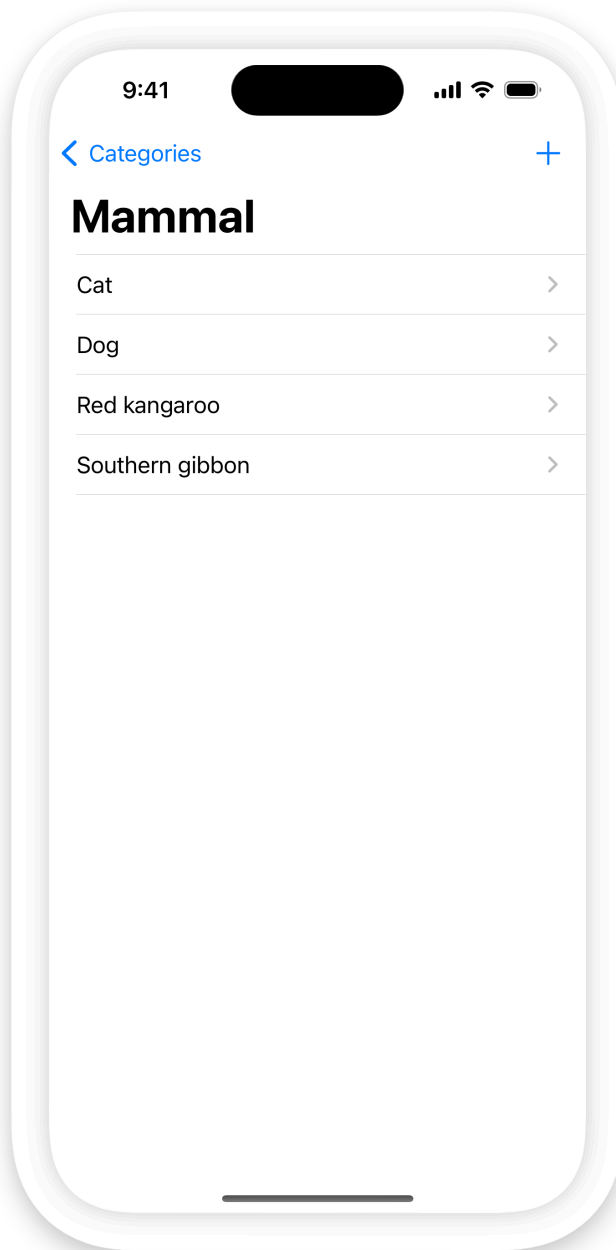 9:41
Categories
Mammal
Cat
Dog
Red kangaroo
Southern gibbon